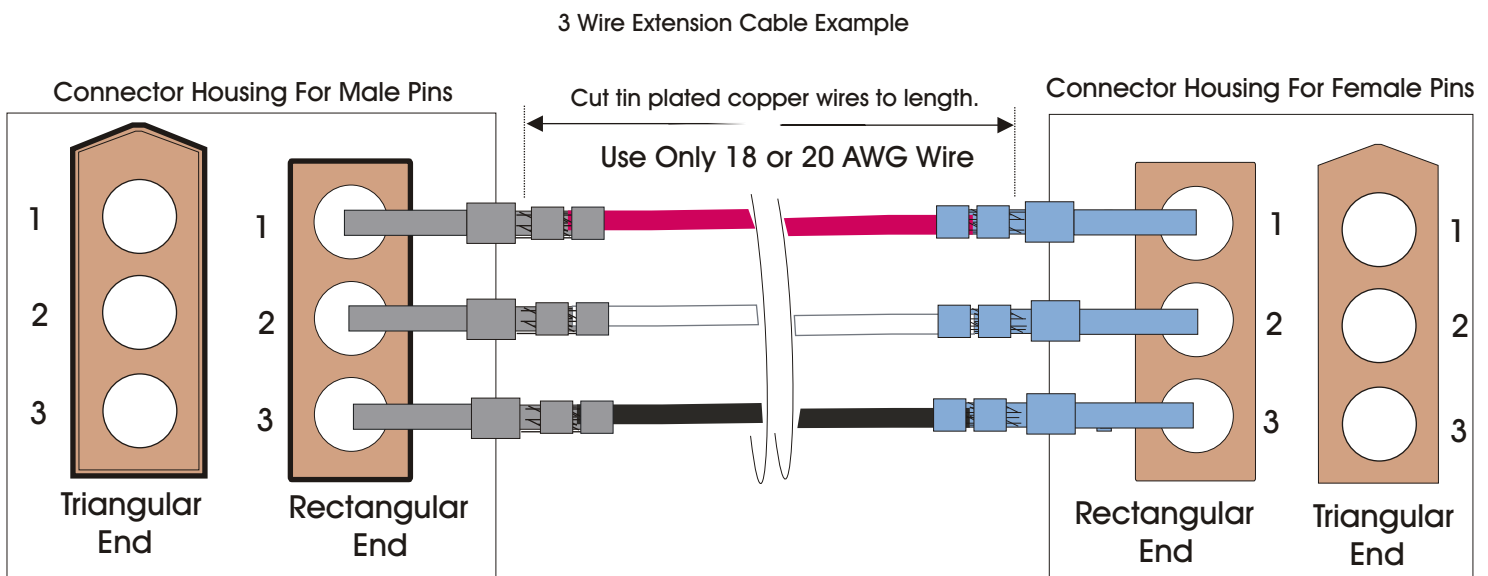 3 Wire Extension Cable Example
Connector Housing For Male Pins
Cut tin plated copper wires to length.
Connector Housing For Female Pins
Use Only 18 or 20 AWG Wire
1
2
3
Triangular
End
1
2
3
Rectangular
End
1
2
3
Rectangular
End
1
2
3
Triangular
End